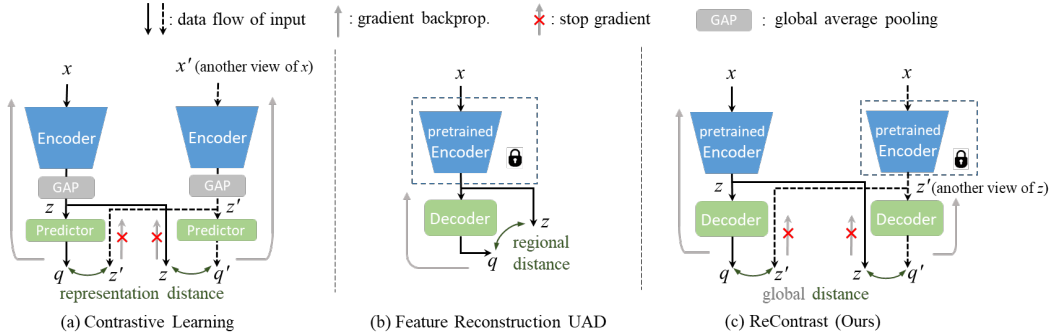 : data flow of input
: gradient backprop.
: stop gradient
GAP
: global average pooling
x
x′ (another view of x)
Encoder
Encoder
GAP
GAP
z
z′
Predictor
Predictor
q
z′
z
q′
representation distance
(a) Contrastive Learning
x
pretrained
Encoder
Decoder
z
q
regional
distance
(b) Feature Reconstruction UAD
x
x
pretrained
Encoder
pretrained
Encoder
z
z′ (another view of z)
Decoder
Decoder
q
z′
z
q′
global distance
(c) ReContrast (Ours)